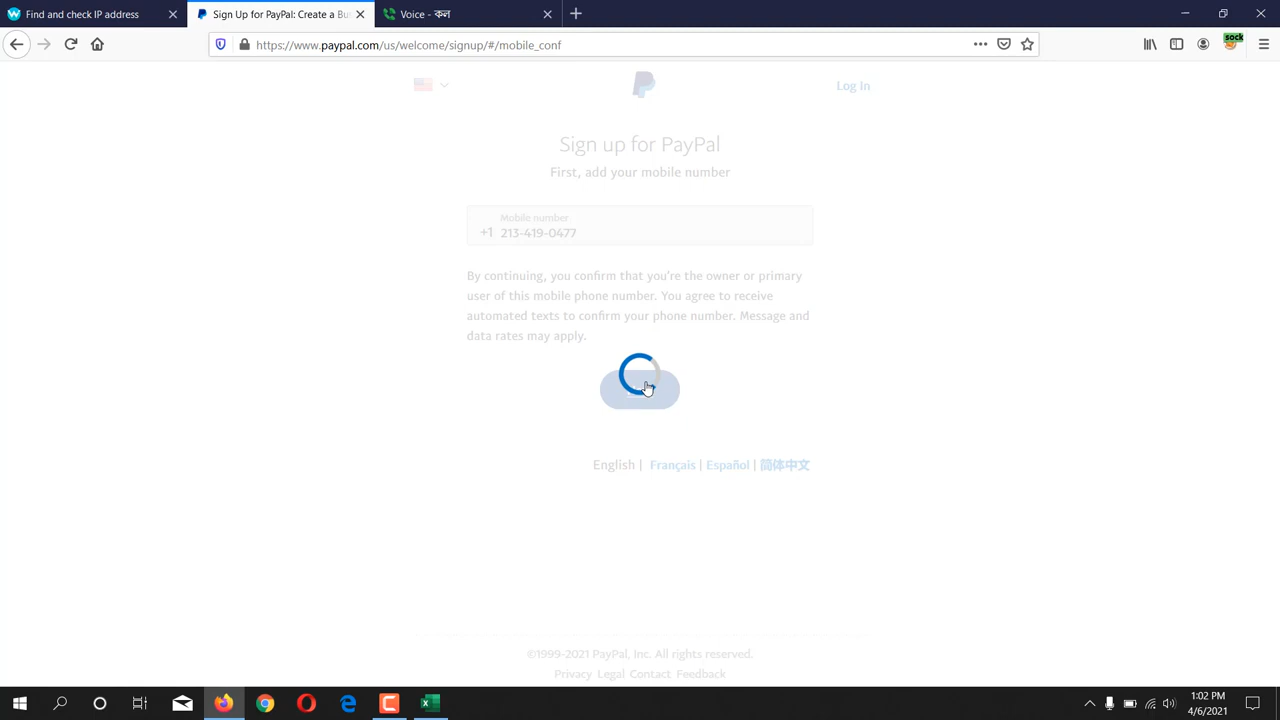 Find and check IP address
Sign Up for PayPal: Create a Bus
Voice - কল
https://www.paypal.com/us/welcome/signup/#/mobile_conf
sock
Log In
Sign up for PayPal
First, add your mobile number
Mobile number
+1 213-419-0477
By continuing, you confirm that you're the owner or primary
user of this mobile phone number. You agree to receive
automated texts to confirm your phone number. Message and
data rates may apply.
English | Français | Español | 简体中文
©1999-2021 PayPal, Inc. All rights reserved.
Privacy Legal Contact Feedback
1:02 PM
4/6/2021